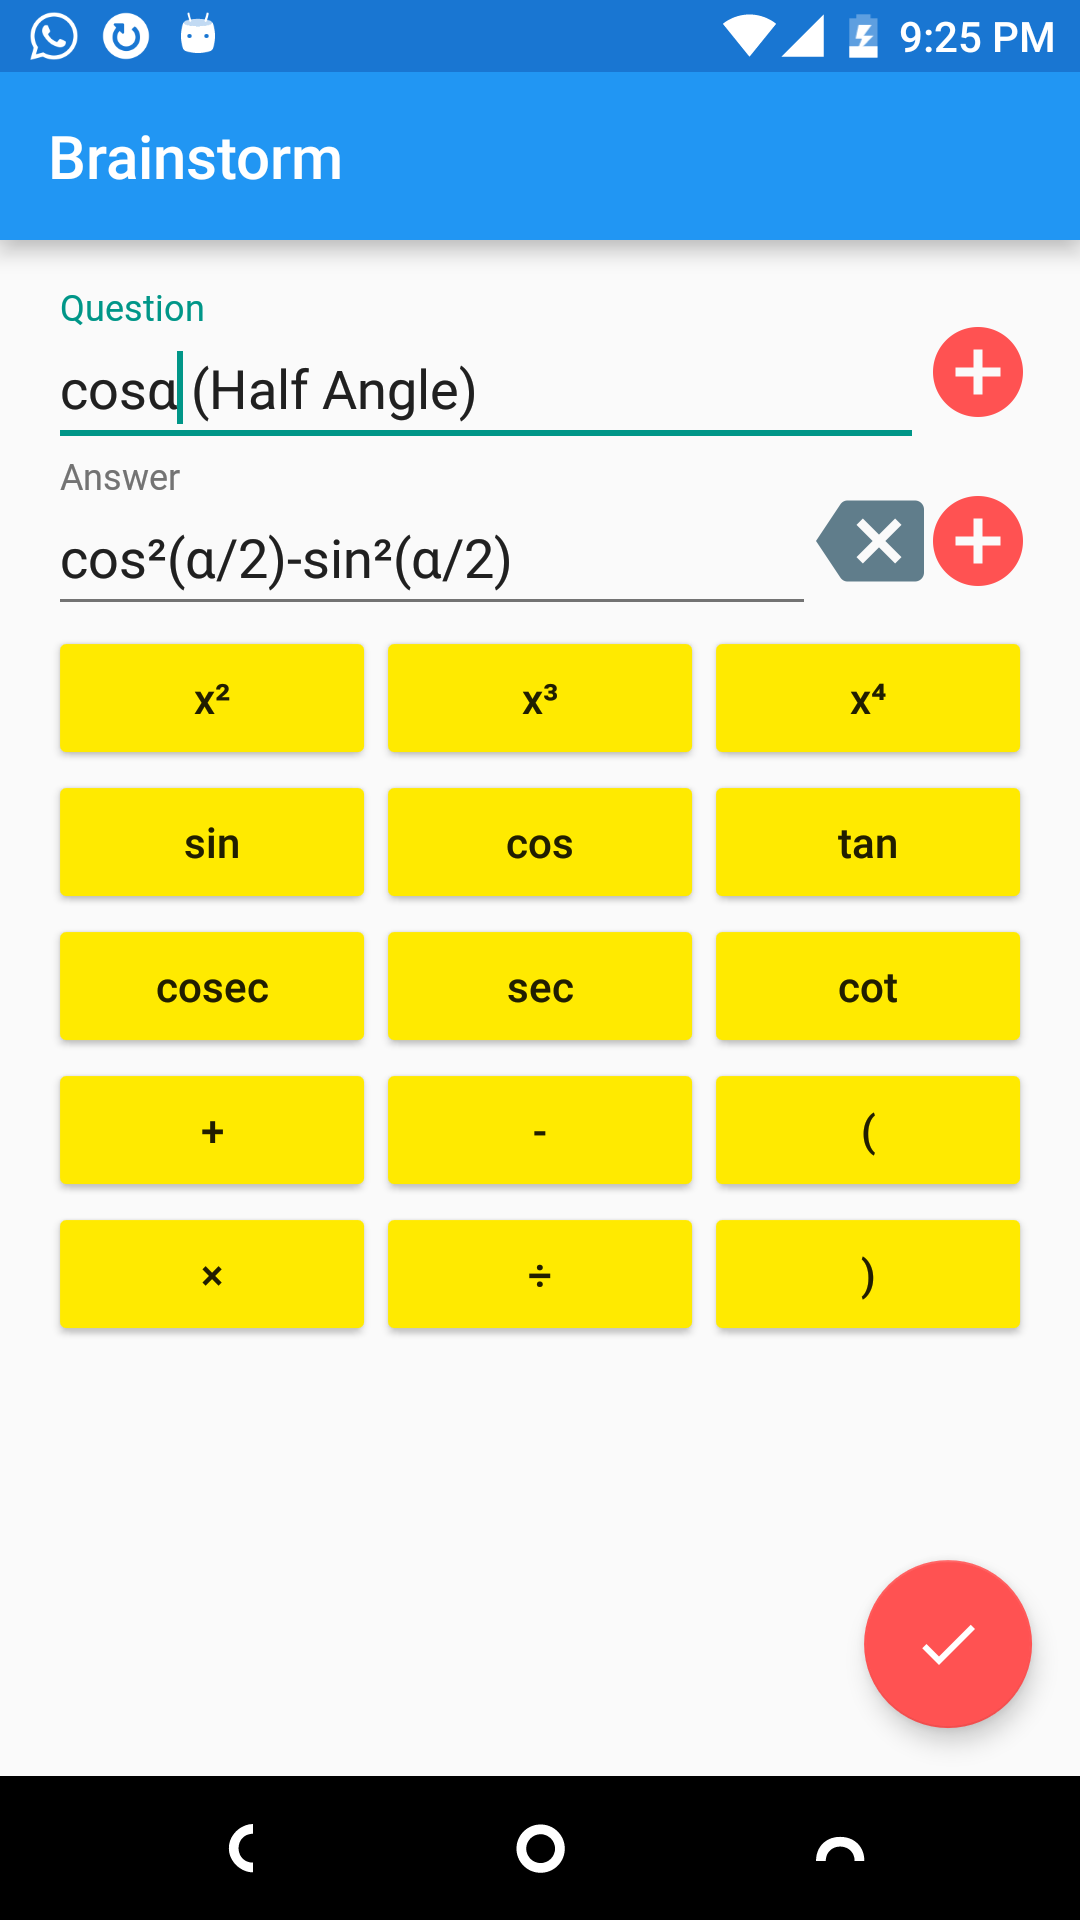 9:25 PM
Brainstorm
Question
cosα (Half Angle)
Answer
cos²(α/2)-sin²(α/2)
x² x³ x⁴
sin cos tan
cosec sec cot
+ - (
× ÷ )